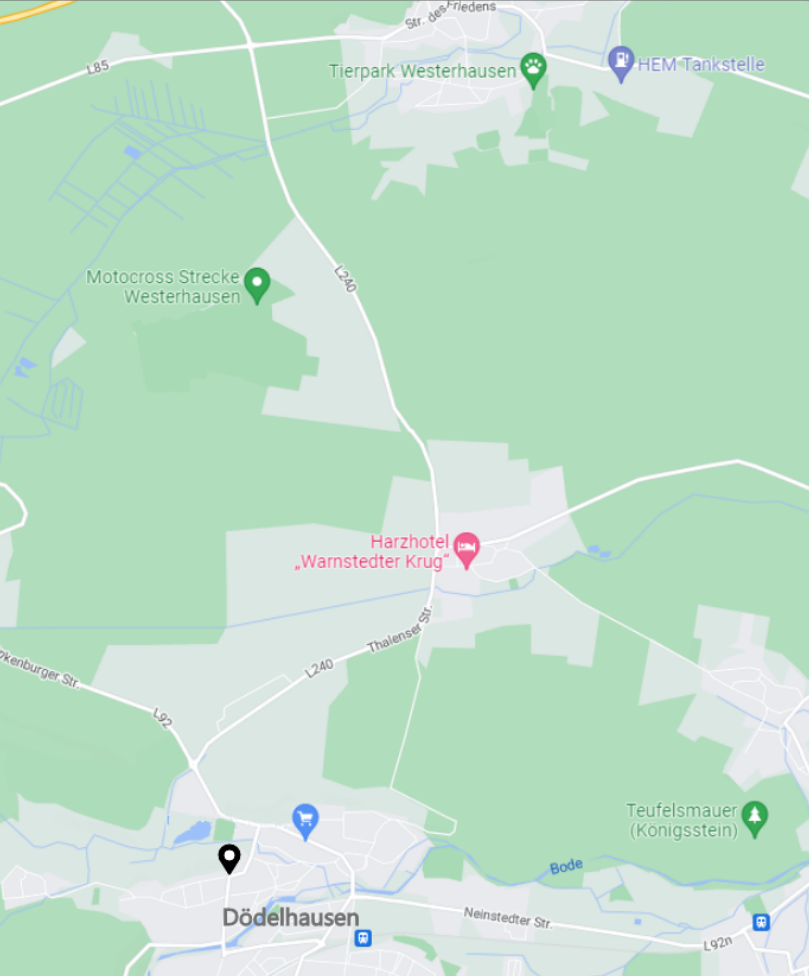 Str. des Friedens
L85
Tierpark Westerhausen
HEM Tankstelle
L240
Motocross Strecke
Westerhausen
Harzhotel
„Warnstedter Krug“
Thalenser Str.
L240
kenburger Str.
L92
Teufelsmauer
(Königsstein)
Bode
Dödelhausen
Neinstedter Str.
L92n